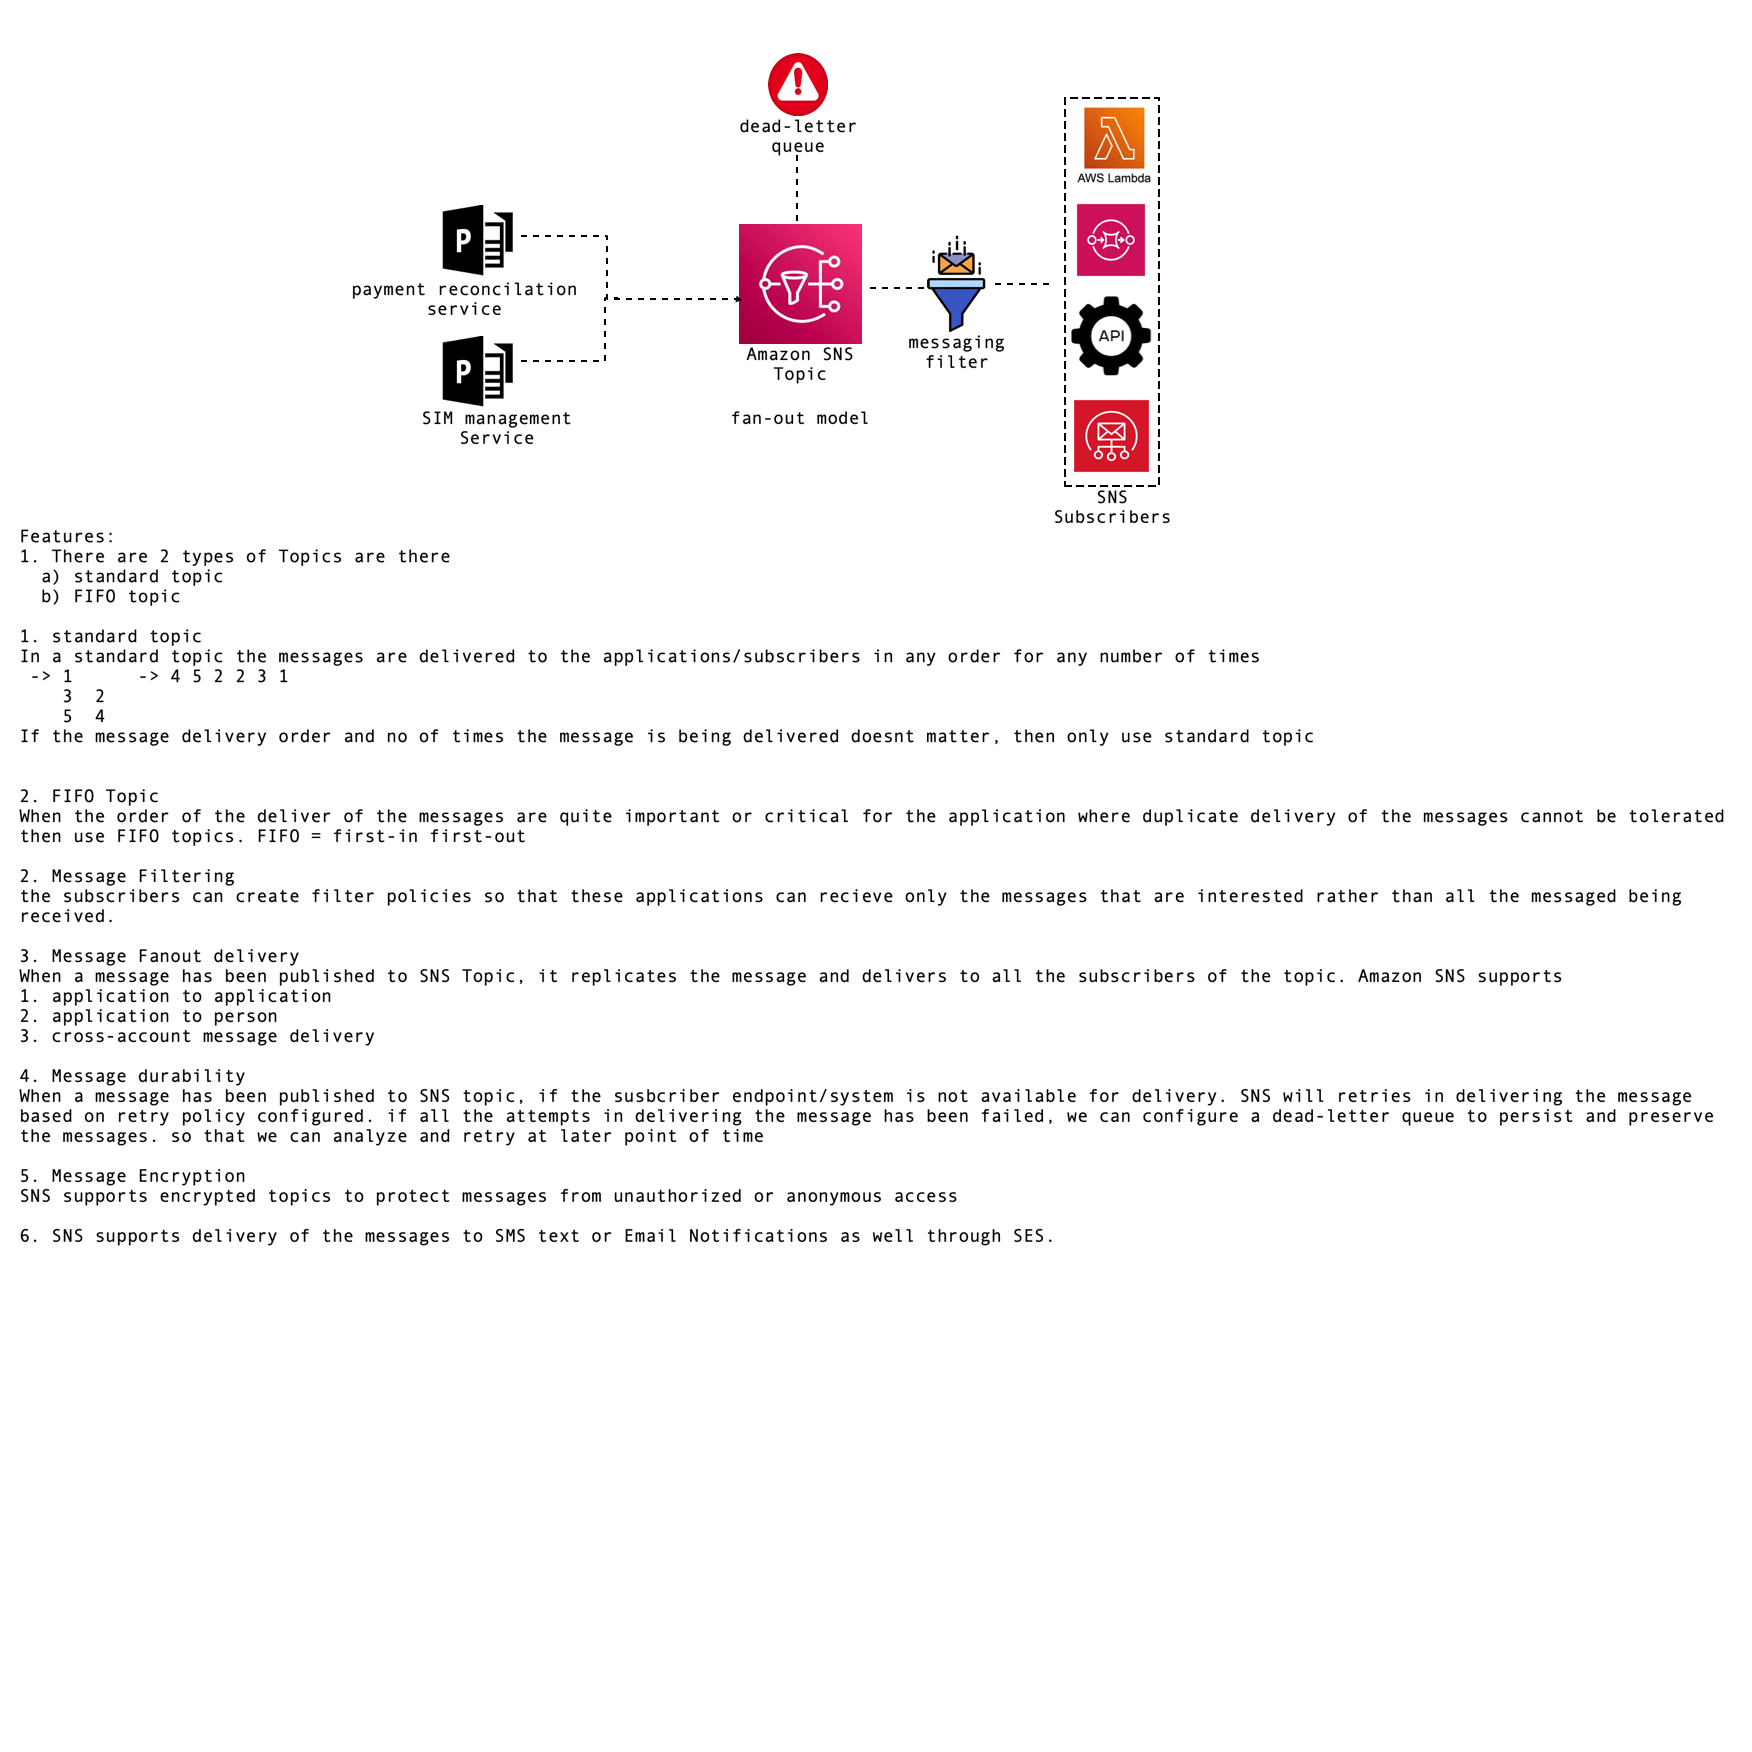 dead-letter
queue
AWS Lambda
P
payment reconcilation
service
API
messaging
filter
Amazon SNS
Topic
P
SIM management
Service
fan-out model
SNS
Subscribers
Features:
1. There are 2 types of Topics are there
  a) standard topic
  b) FIFO topic
1. standard topic
In a standard topic the messages are delivered to the applications/subscribers in any order for any number of times
 -> 1      -> 4 5 2 2 3 1
    3  2
    5  4
If the message delivery order and no of times the message is being delivered doesnt matter, then only use standard topic
2. FIFO Topic
When the order of the deliver of the messages are quite important or critical for the application where duplicate delivery of the messages cannot be tolerated
then use FIFO topics. FIFO = first-in first-out
2. Message Filtering
the subscribers can create filter policies so that these applications can recieve only the messages that are interested rather than all the messaged being
received.
3. Message Fanout delivery
When a message has been published to SNS Topic, it replicates the message and delivers to all the subscribers of the topic. Amazon SNS supports
1. application to application
2. application to person
3. cross-account message delivery
4. Message durability
When a message has been published to SNS topic, if the susbcriber endpoint/system is not available for delivery. SNS will retries in delivering the message
based on retry policy configured. if all the attempts in delivering the message has been failed, we can configure a dead-letter queue to persist and preserve
the messages. so that we can analyze and retry at later point of time
5. Message Encryption
SNS supports encrypted topics to protect messages from unauthorized or anonymous access
6. SNS supports delivery of the messages to SMS text or Email Notifications as well through SES.